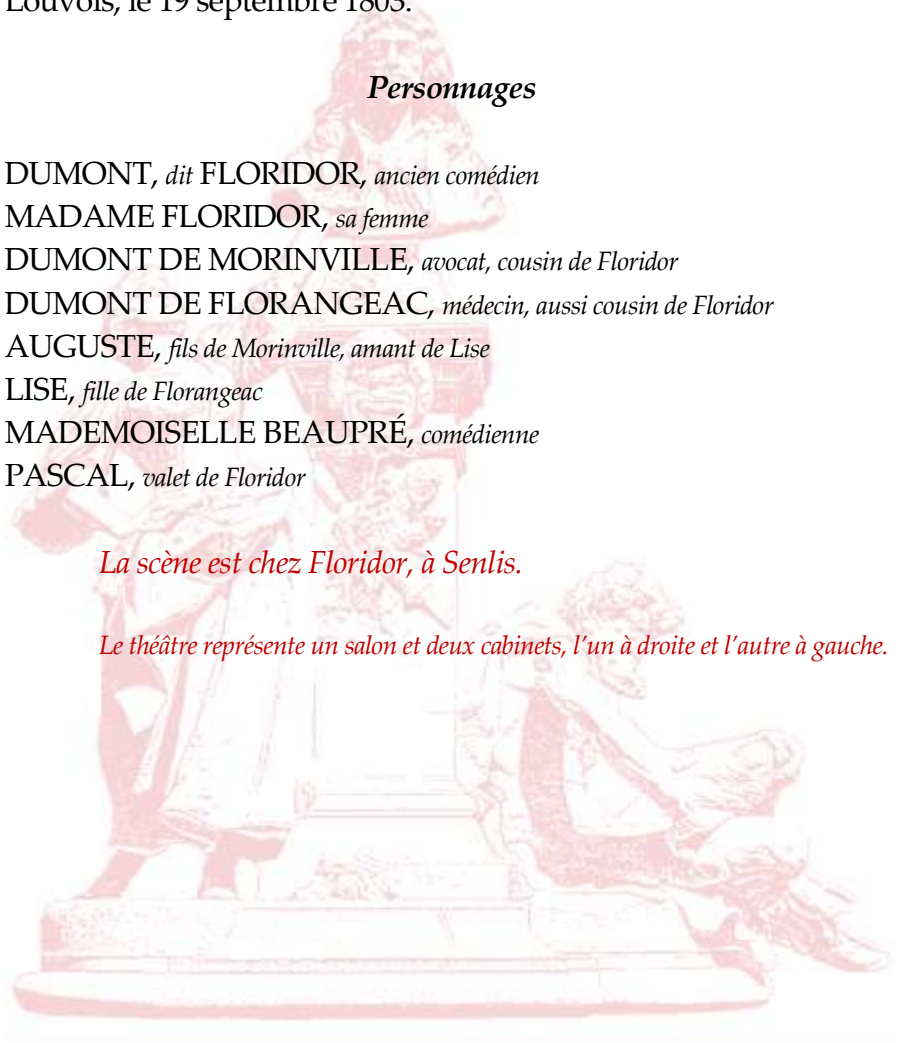 Louvois, le 19 septembre 1803.
Personnages
DUMONT, dit FLORIDOR, ancien comédien
MADAME FLORIDOR, sa femme
DUMONT DE MORINVILLE, avocat, cousin de Floridor
DUMONT DE FLORANGEAC, médecin, aussi cousin de Floridor
AUGUSTE, fils de Morinville, amant de Lise
LISE, fille de Florangeac
MADEMOISELLE BEAUPRÉ, comédienne
PASCAL, valet de Floridor
La scène est chez Floridor, à Senlis.
Le théâtre représente un salon et deux cabinets, l’un à droite et l’autre à gauche.